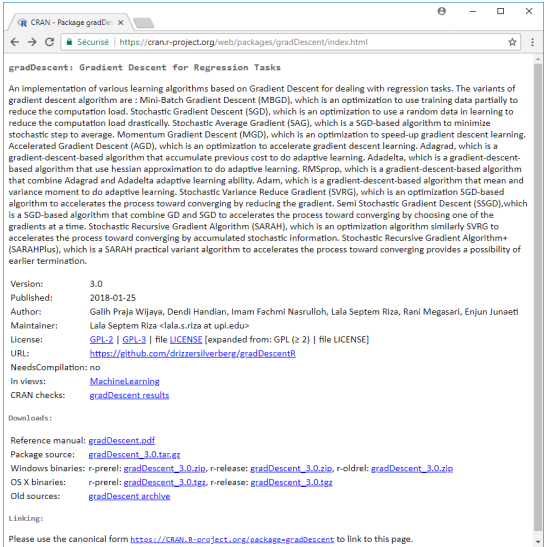 CRAN - Package gradDes
Sécurisé | https://cran.r-project.org/web/packages/gradDescent/index.html
gradDescent: Gradient Descent for Regression Tasks
An implementation of various learning algorithms based on Gradient Descent for dealing with regression tasks. The variants of
gradient descent algorithm are : Mini-Batch Gradient Descent (MBGD), which is an optimization to use training data partially to
reduce the computation load. Stochastic Gradient Descent (SGD), which is an optimization to use a random data in learning to
reduce the computation load drastically. Stochastic Average Gradient (SAG), which is a SGD-based algorithm to minimize
stochastic step to average. Momentum Gradient Descent (MGD), which is an optimization to speed-up gradient descent learning.
Accelerated Gradient Descent (AGD), which is an optimization to accelerate gradient descent learning. Adagrad, which is a
gradient-descent-based algorithm that accumulate previous cost to do adaptive learning. Adadelta, which is a gradient-descent-
based algorithm that use hessian approximation to do adaptive learning. RMSprop, which is a gradient-descent-based algorithm
that combine Adagrad and Adadelta adaptive learning ability. Adam, which is a gradient-descent-based algorithm that mean and
variance moment to do adaptive learning. Stochastic Variance Reduce Gradient (SVRG), which is an optimization SGD-based
algorithm to accelerates the process toward converging by reducing the gradient. Semi Stochastic Gradient Descent (SSGD),which
is a SGD-based algorithm that combine GD and SGD to accelerates the process toward converging by choosing one of the
gradients at a time. Stochastic Recursive Gradient Algorithm (SARAH), which is an optimization algorithm similarly SVRG to
accelerates the process toward converging by accumulated stochastic information. Stochastic Recursive Gradient Algorithm+
(SARAHPlus), which is a SARAH practical variant algorithm to accelerates the process toward converging provides a possibility of
earlier termination.
Version: 3.0
Published: 2018-01-25
Author: Galih Praja Wijaya, Dendi Handian, Imam Fachmi Nasrulloh, Lala Septem Riza, Rani Megasari, Enjun Junaeti
Maintainer: Lala Septem Riza <lala.s.riza at upi.edu>
License: GPL-2 | GPL-3 | file LICENSE [expanded from: GPL (≥ 2) | file LICENSE]
URL: https://github.com/drizzersilverberg/gradDescentR
NeedsCompilation: no
In views: MachineLearning
CRAN checks: gradDescent results
Downloads:
Reference manual: gradDescent.pdf
Package source: gradDescent_3.0.tar.gz
Windows binaries: r-prerel: gradDescent_3.0.zip, r-release: gradDescent_3.0.zip, r-oldrel: gradDescent_3.0.zip
OS X binaries: r-prerel: gradDescent_3.0.tgz, r-release: gradDescent_3.0.tgz
Old sources: gradDescent archive
Linking:
Please use the canonical form https://CRAN.R-project.org/package=gradDescent to link to this page.